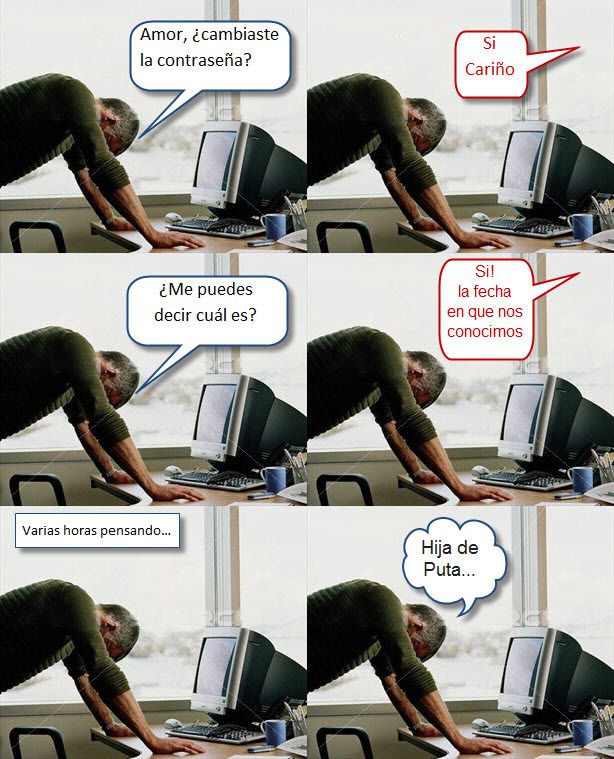 Amor, ¿cambiaste
la contraseña?
Si
Cariño
¿Me puedes
decir cuál es?
Si!
la fecha
en que nos
conocimos
Varias horas pensando...
Hija de
Puta...